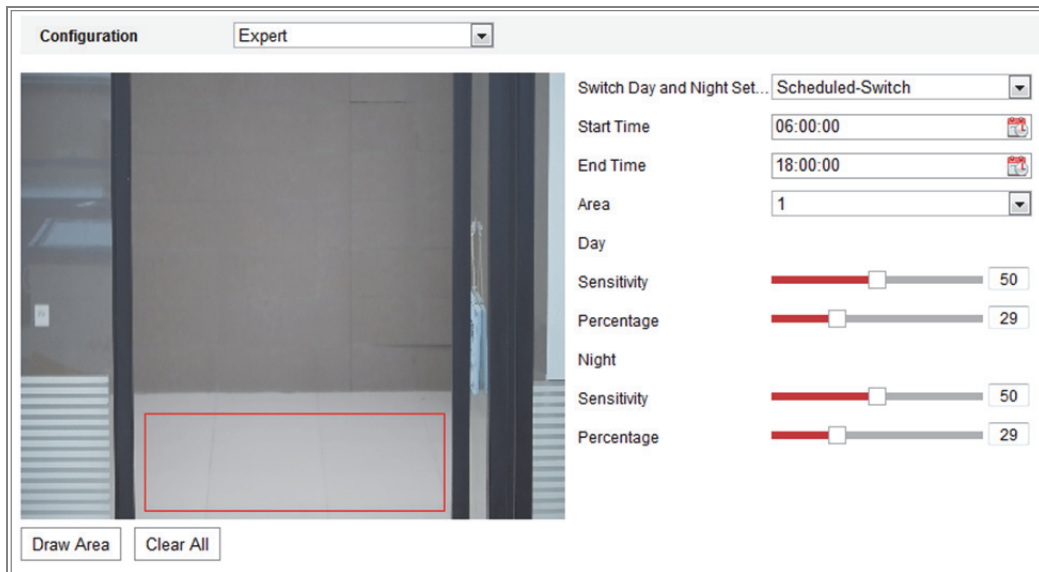 Configuration Expert
Switch Day and Night Set... Scheduled-Switch
Start Time 06:00:00
End Time 18:00:00
Area 1
Day
Sensitivity 50
Percentage 29
Night
Sensitivity 50
Percentage 29
Draw Area Clear All